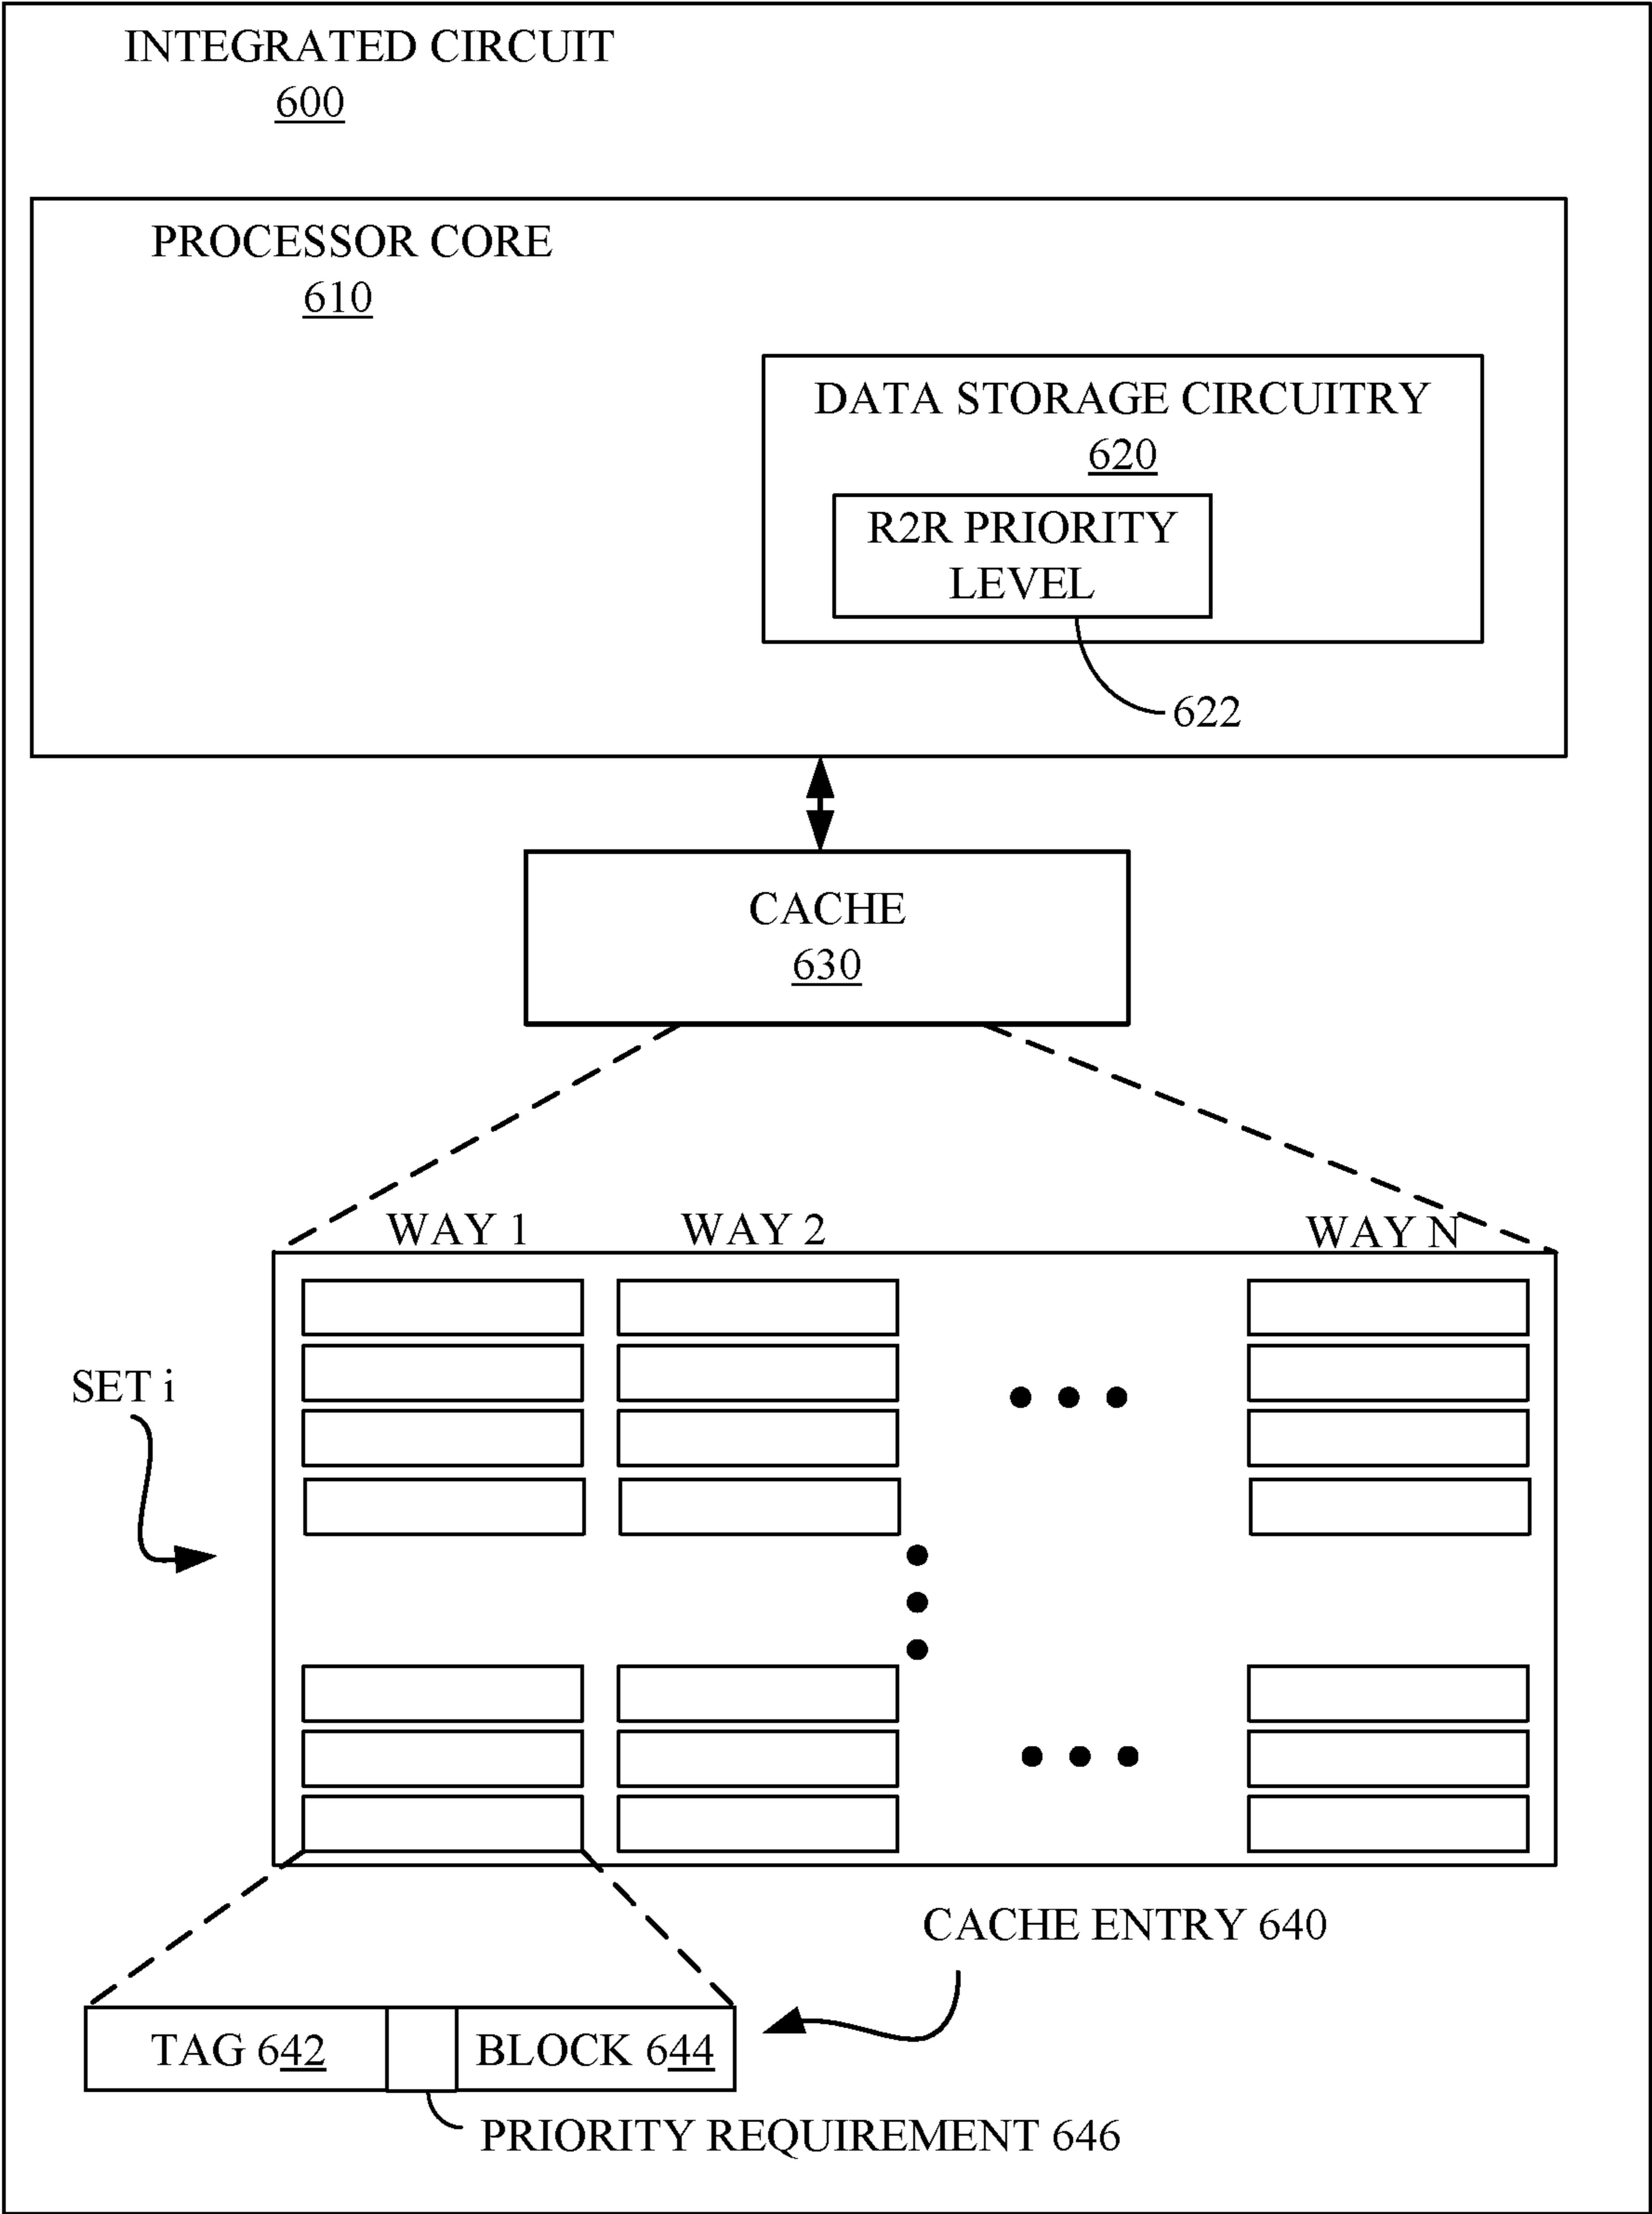 INTEGRATED CIRCUIT
600
PROCESSOR CORE
610
DATA STORAGE CIRCUITRY
620
R2R PRIORITY
LEVEL
622
CACHE
630
WAY 1 WAY 2 WAY N
SET i
CACHE ENTRY 640
TAG 642 BLOCK 644
PRIORITY REQUIREMENT 646